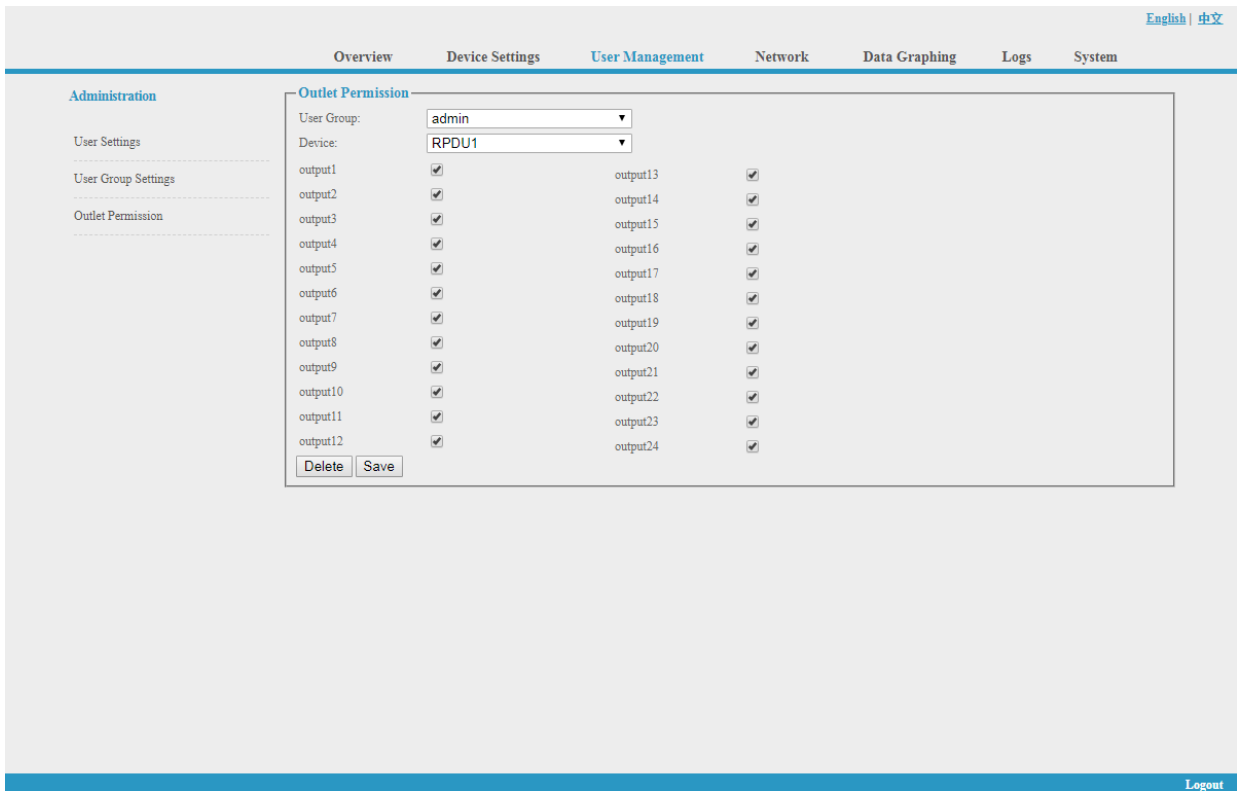 English | 中文
Overview Device Settings User Management Network Data Graphing Logs System
Administration
User Settings
User Group Settings
Outlet Permission
Outlet Permission
User Group: admin
Device: RPDU1
output1 output13
output2 output14
output3 output15
output4 output16
output5 output17
output6 output18
output7 output19
output8 output20
output9 output21
output10 output22
output11 output23
output12 output24
Delete Save
Logout